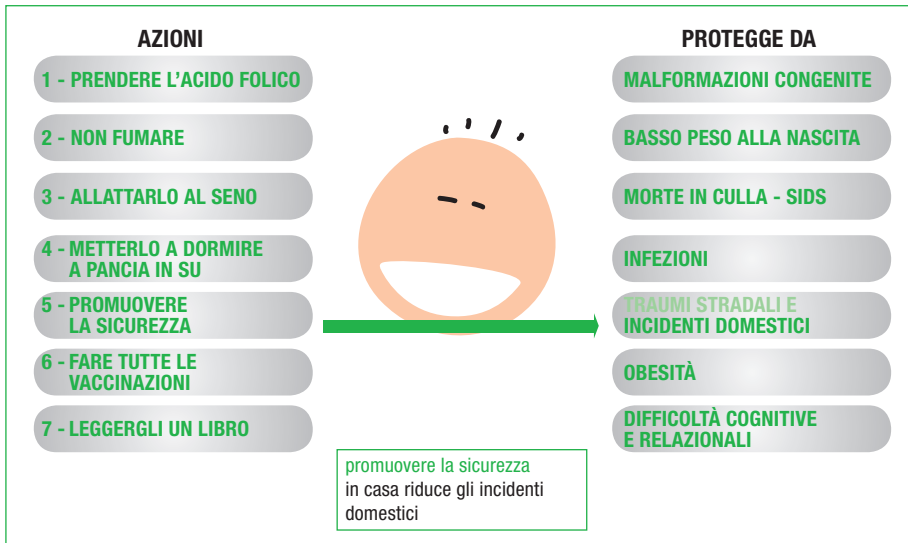 AZIONI
1 - PRENDERE L'ACIDO FOLICO
2 - NON FUMARE
3 - ALLATTARLO AL SENO
4 - METTERLO A DORMIRE
A PANCIA IN SU
5 - PROMUOVERE
LA SICUREZZA
6 - FARE TUTTE LE
VACCINAZIONI
7 - LEGGERGLI UN LIBRO
PROTEGGE DA
MALFORMAZIONI CONGENITE
BASSO PESO ALLA NASCITA
MORTE IN CULLA - SIDS
INFEZIONI
TRAUMI STRADALI E
INCIDENTI DOMESTICI
OBESITÀ
DIFFICOLTÀ COGNITIVE
E RELAZIONALI
promuovere la sicurezza
in casa riduce gli incidenti
domestici